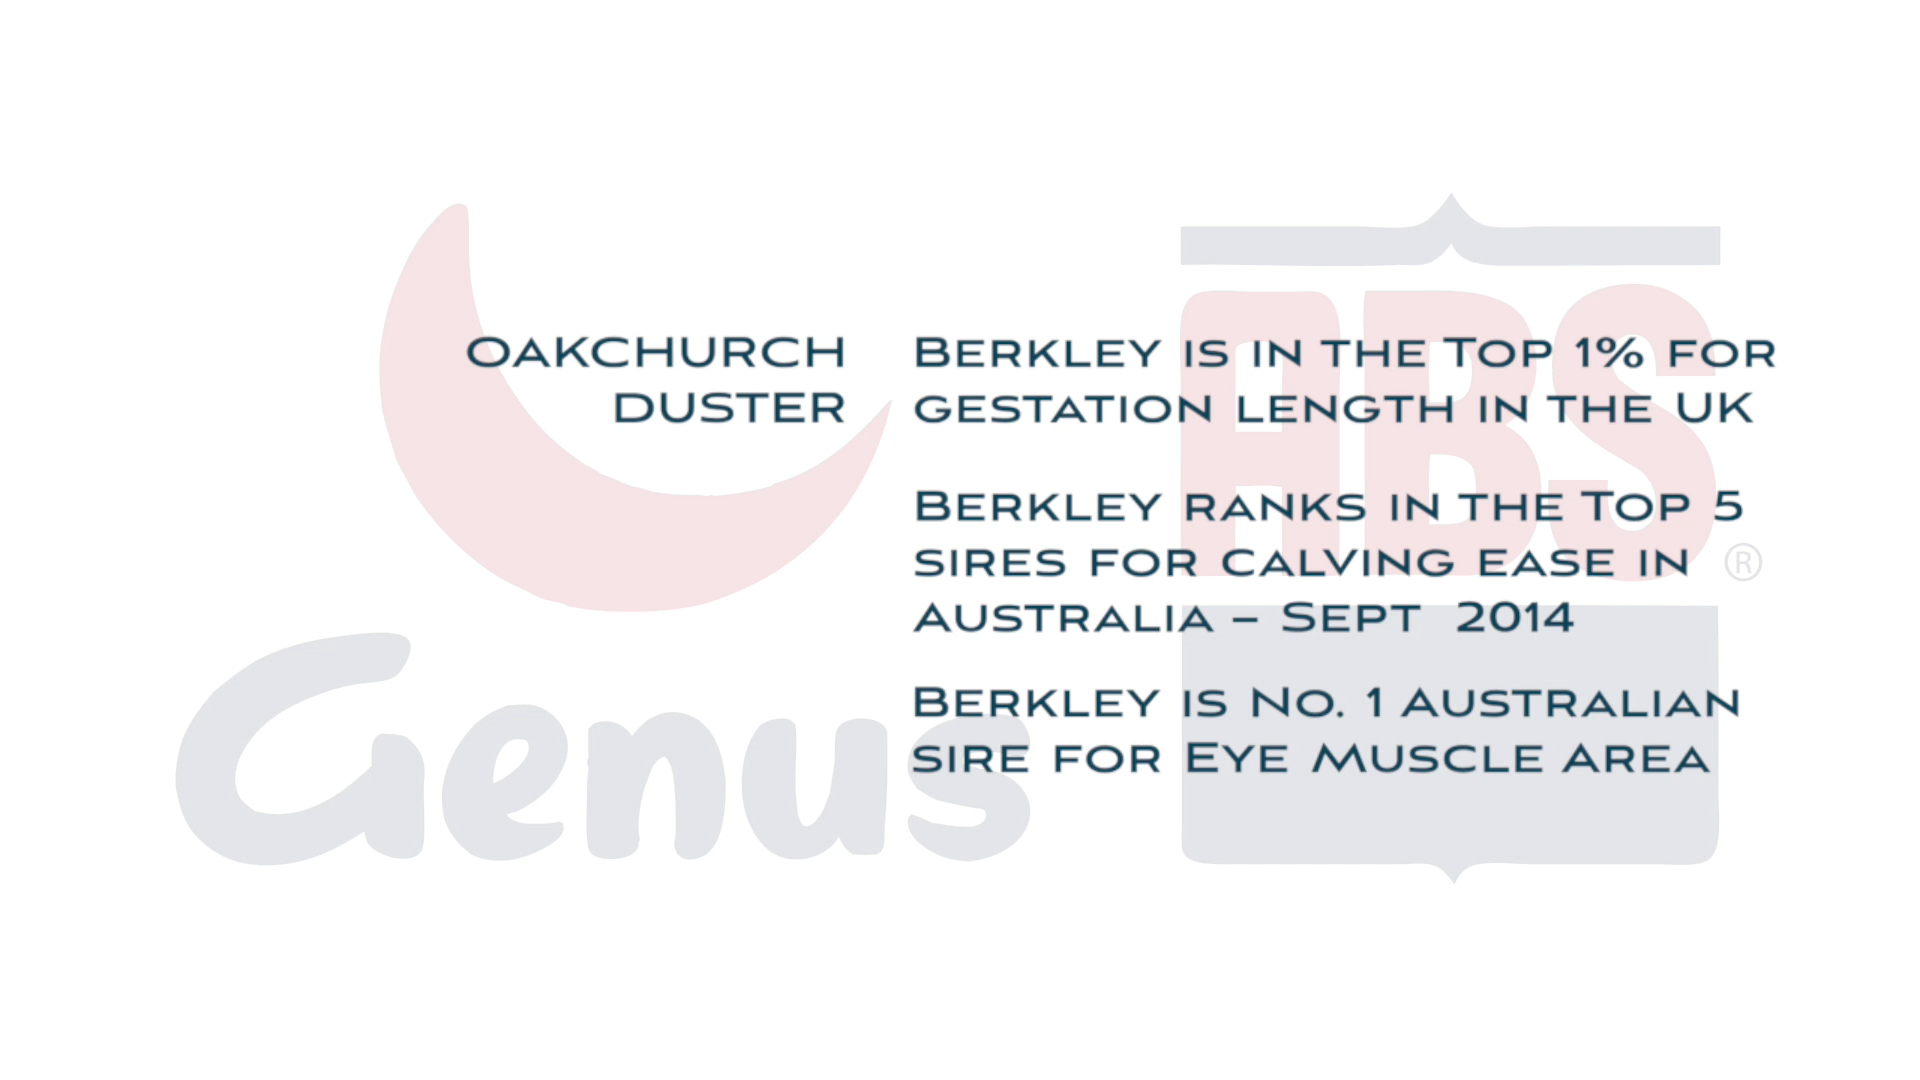 OAKCHURCH
DUSTER
BERKLEY IS IN THE TOP 1% FOR
GESTATION LENGTH IN THE UK
BERKLEY RANKS IN THE TOP 5
SIRES FOR CALVING EASE IN
AUSTRALIA – SEPT 2014
BERKLEY IS NO. 1 AUSTRALIAN
SIRE FOR EYE MUSCLE AREA
Genus
ABS
®